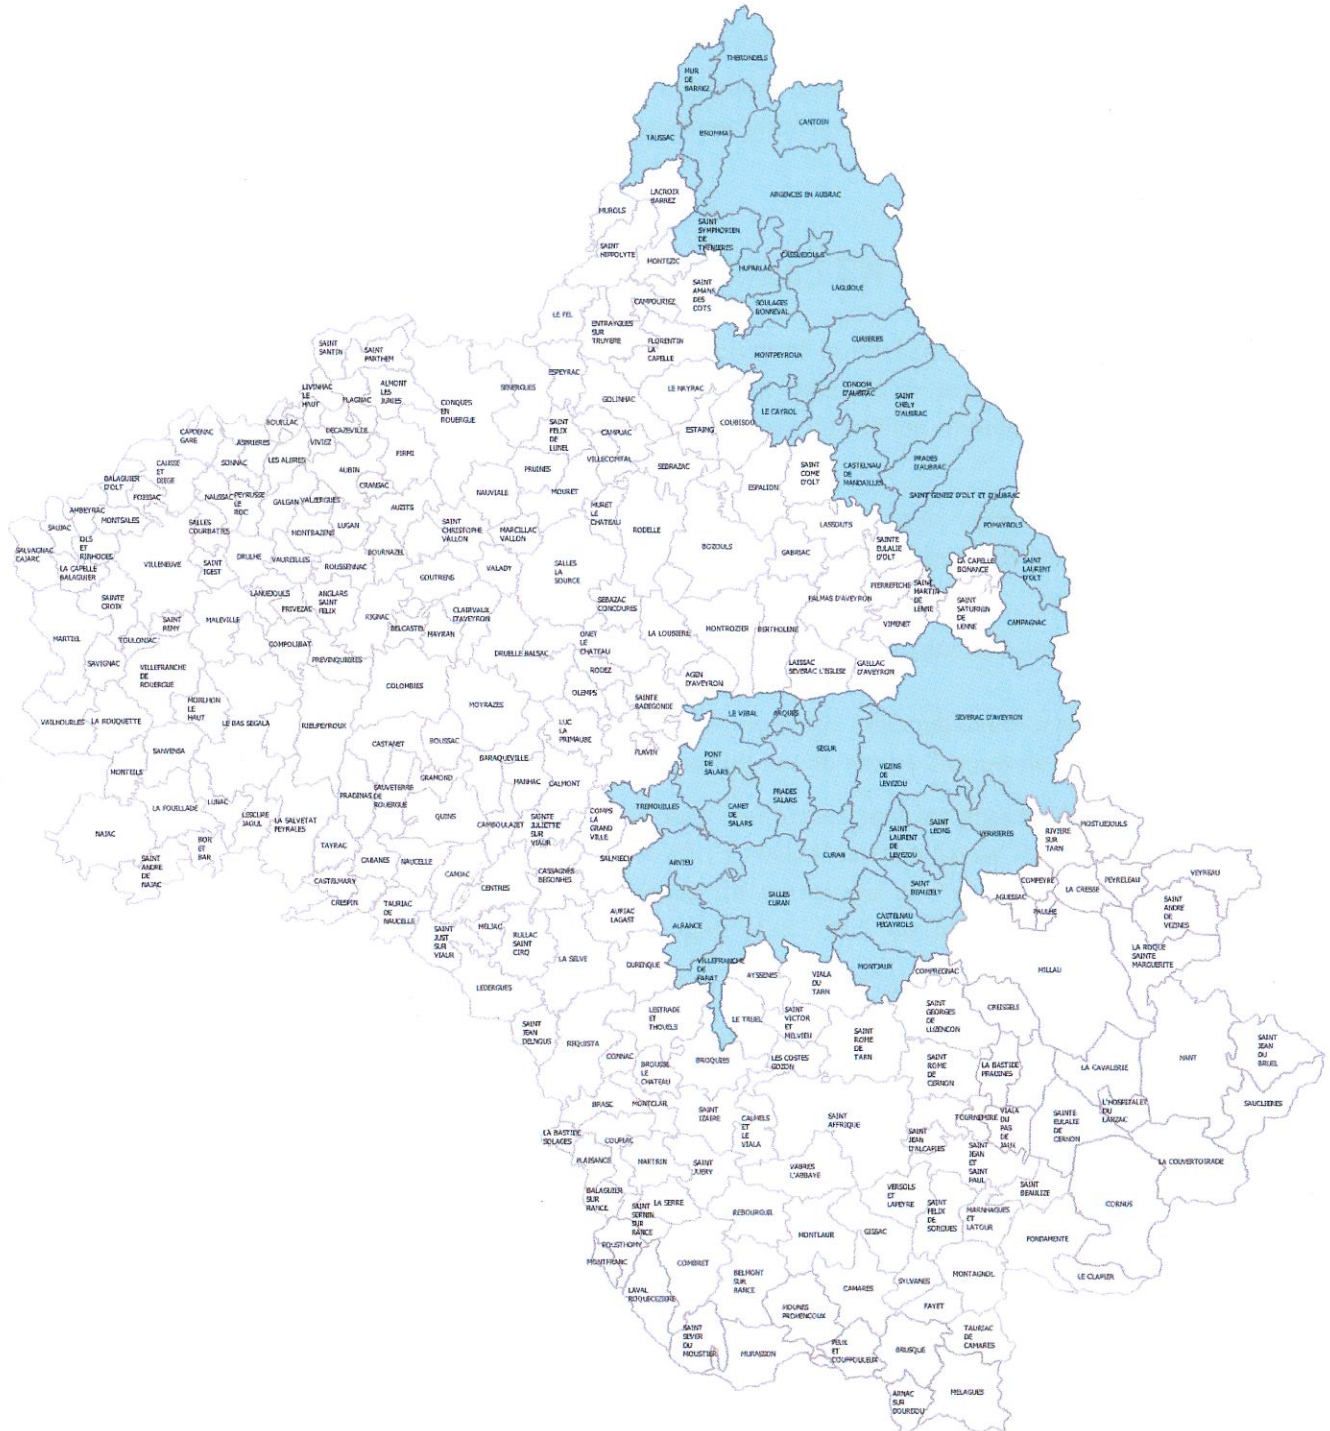 THERONDELS
MUR
DE
BARREZ
CANTOIN
TAUSSAC
BROMMAT
ARGENCES EN AUBRAC
LACROIX
BARREZ
MUROLS
SAINT
SYMPHORIEN
DE
THENIERES
SAINT
HIPPOLYTE
MONTEZIC
CASSUEJOULS
HUPARLAC
SAINT
AMANS
DES
COTS
LAGUIOLE
CAMPOURIEZ
SOULAGES
BONNEVAL
LE FEL
ENTRAYGUES
SUR
TRUYERE
FLORENTIN
LA
CAPELLE
CURIERES
MONTPEYROUX
SAINT
SANTIN
SAINT
PARTHEM
ESPEYRAC
SENERGUES
LE NAYRAC
CONDOM
D'AUBRAC
SAINT
CHELY
D'AUBRAC
LIVINHAC
LE
HAUT
FLAGNAC
ALMONT
LES
JUNIES
CONQUES
EN
ROUERGUE
GOLINHAC
LE CAYROL
BOUILLAC
DECAZEVILLE
VIVIEZ
SAINT
FELIX
DE
LUNEL
CAMPUAC
ESTAING
COUBISOU
CAPDENAC
GARE
ASPRIERES
FIRMI
VILLECOMTAL
SEBRAZAC
PRADES
D'AUBRAC
CAUSSE
ET
DIEGE
SONNAC
LES ALBRES
AUBIN
PRUINES
SAINT
COME
D'OLT
CASTELNAU
DE
MANDAILLES
BALAGUIER
D'OLT
CRANSAC
MOURET
ESPALION
FOISSAC
NAUSSAC
PEYRUSSE
LE
ROC
GALGAN
VALZERGUES
NAUVIALE
SAINT GENIEZ D'OLT ET D'AUBRAC
AMBEYRAC
MONTSALES
AUZITS
MURET
LE
CHATEAU
RODELLE
SAUJAC
SALLES
COURBATIES
MONTBAZENS
LUGAN
SAINT
CHRISTOPHE
VALLON
MARCILLAC
VALLON
LASSOUTS
POMAYROLS
OLS
ET
RINHODES
SALVAGNAC
CAJARC
DRULHE
VAUREILLES
BOURNAZEL
BOZOULS
GABRIAC
SAINTE
EULALIE
D'OLT
LA CAPELLE
BONANCE
SAINT
LAURENT
D'OLT
LA CAPELLE
BALAGUIER
VILLENEUVE
SAINT
IGEST
ROUSSENNAC
GOUTRENS
VALADY
SALLES
LA
SOURCE
PIERREFICHE
SAINT
MARTIN
DE
LENNE
SAINTE
CROIX
LANUEJOULS
PRIVEZAC
ANGLARS
SAINT
FELIX
SEBAZAC
CONCOURES
PALMAS D'AVEYRON
SAINT
SATURNIN
DE
LENNE
SAINT
REMY
MALEVILLE
RIGNAC
BELCASTEL
CLAIRVAUX
D'AVEYRON
MAYRAN
VIMENET
CAMPAGNAC
MARTIEL
TOULONJAC
COMPOLIBAT
ONET
LE
CHATEAU
LA LOUBIERE
MONTROZIER
BERTHOLENE
SAVIGNAC
VILLEFRANCHE
DE
ROUERGUE
PREVINQUIERES
DRUELLE BALSAC
RODEZ
AGEN
D'AVEYRON
LAISSAC
SEVERAC L'EGLISE
GAILLAC
D'AVEYRON
COLOMBIES
OLEMPS
MORLHON
LE
HAUT
MOYRAZES
SAINTE
RADEGONDE
VAILHOURLES
LA ROUQUETTE
LE BAS SEGALA
RIEUPEYROUX
LUC
LA
PRIMAUBE
LE VIBAL
ARQUES
SEVERAC D'AVEYRON
SANVENSA
CASTANET
BOUSSAC
FLAVIN
SEGUR
MONTEILS
BARAQUEVILLE
PONT
DE
SALARS
VEZINS
DE
LEVEZOU
GRAMOND
MANHAC
CALMONT
PRADINAS
SAUVETERRE
DE
ROUERGUE
PRADES
SALARS
LA FOUILLADE
LUNAC
TREMOUILLES
CANET
DE
SALARS
LESCURE
JAOUL
LA SALVETAT
PEYRALES
QUINS
CAMBOULAZET
SAINTE
JULIETTE
SUR
VIAUR
COMPS
LA
GRAND
VILLE
SAINT
LEONS
MOSTUEJOULS
NAJAC
SAINT
LAURENT
DE
LEVEZOU
VERRIERES
RIVIERE
SUR
TARN
BOR
ET
BAR
TAYRAC
CABANES
NAUCELLE
SALMIECH
ARVIEU
CURAN
SAINT
ANDRE
DE
NAJAC
CAMJAC
CASSAGNES
BEGONHES
VEYREAU
CASTELMARY
CENTRES
SAINT
BEAUZELY
COMPEYRE
LA CRESSE
PEYRELEAU
CRESPIN
SALLES
CURAN
AGUESSAC
TAURIAC
DE
NAUCELLE
PAULHE
SAINT
ANDRE
DE
VEZINES
AURIAC
LAGAST
ALRANCE
CASTELNAU
PEGAYROLS
SAINT
JUST
SUR
VIAUR
MELJAC
RULLAC
SAINT
CIRQ
LA SELVE
LA ROQUE
SAINTE
MARGUERITE
DURENQUE
VILLEFRANCHE
DE
PANAT
AYSSENES
VIALA
DU
TARN
MONTJAUX
COMPREGNAC
MILLAU
LEDERGUES
LESTRADE
ET
THOUELS
LE TRUEL
SAINT
VICTOR
ET
MELVIEU
SAINT
GEORGES
DE
LUZENCON
CREISSELS
SAINT
JEAN
DELNOUS
REQUISTA
SAINT
ROME
DE
TARN
SAINT
JEAN
DU
BRUEL
CONNAC
BROUSSE
LE
CHATEAU
BROQUIES
LES COSTES
GOZON
SAINT
ROME
DE
CERNON
LA BASTIDE
PRADINES
LA CAVALERIE
NANT
BRASC
MONTCLAR
SAINT
IZAIRE
CALMELS
ET
LE
VIALA
SAINT
AFFRIQUE
TOURNEMIRE
VIALA
DU
PAS
DE
JAUX
SAINTE
EULALIE
DE
CERNON
L'HOSPITALET
DU
LARZAC
SAUCLIERES
LA BASTIDE
SOLAGES
COUPIAC
SAINT
JEAN
D'ALCAPIES
SAINT
JEAN
ET
SAINT
PAUL
PLAISANCE
MARTRIN
SAINT
JUERY
VABRES
L'ABBAYE
LA COUVERTOIRADE
BALAGUIER
SUR
RANCE
LA SERRE
VERSOLS
ET
LAPEYRE
SAINT
BEAULIZE
SAINT
SERNIN
SUR
RANCE
REBOURGUIL
SAINT
FELIX
DE
SORGUES
MARNHAGUES
ET
LATOUR
CORNUS
POUSTHOMY
MONTLAUR
GISSAC
FONDAMENTE
MONTFRANC
COMBRET
BELMONT
SUR
RANCE
SYLVANES
MONTAGNOL
LE CLAPIER
LAVAL
ROQUECEZIERE
CAMARES
MOUNES
PROHENCOUX
FAYET
SAINT
SEVER
DU
MOUSTIER
TAURIAC
DE
CAMARES
MURASSON
PEUX
ET
COUFFOULEUX
BRUSQUE
ARNAC
SUR
DOURDOU
MELAGUES